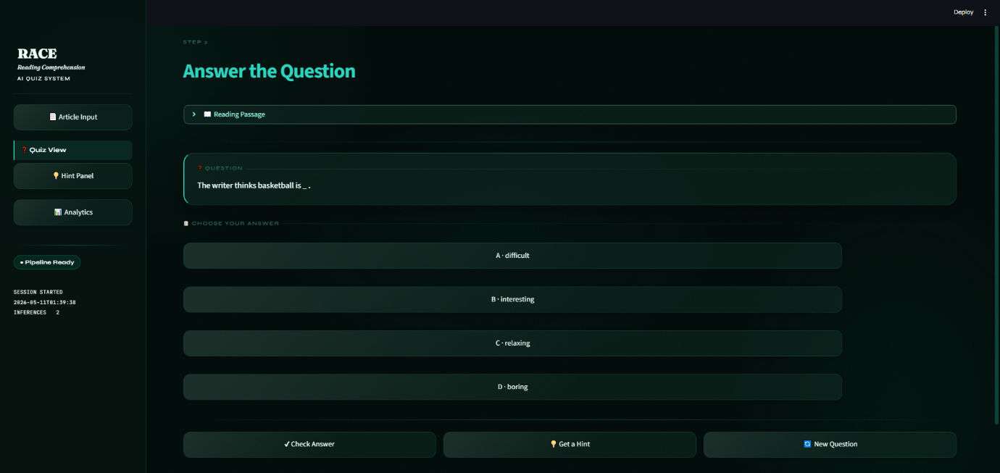 Deploy
RACE
Reading Comprehension
AI QUIZ SYSTEM
📄 Article Input
❓ Quiz View
💡 Hint Panel
📊 Analytics
• Pipeline Ready
SESSION STARTED
2026-05-11T01:39:38
INFERENCES 2
STEP 2
Answer the Question
📖 Reading Passage
❓ QUESTION
The writer thinks basketball is _ .
📋 CHOOSE YOUR ANSWER
A · difficult
B · interesting
C · relaxing
D · boring
✓ Check Answer
💡 Get a Hint
🔄 New Question